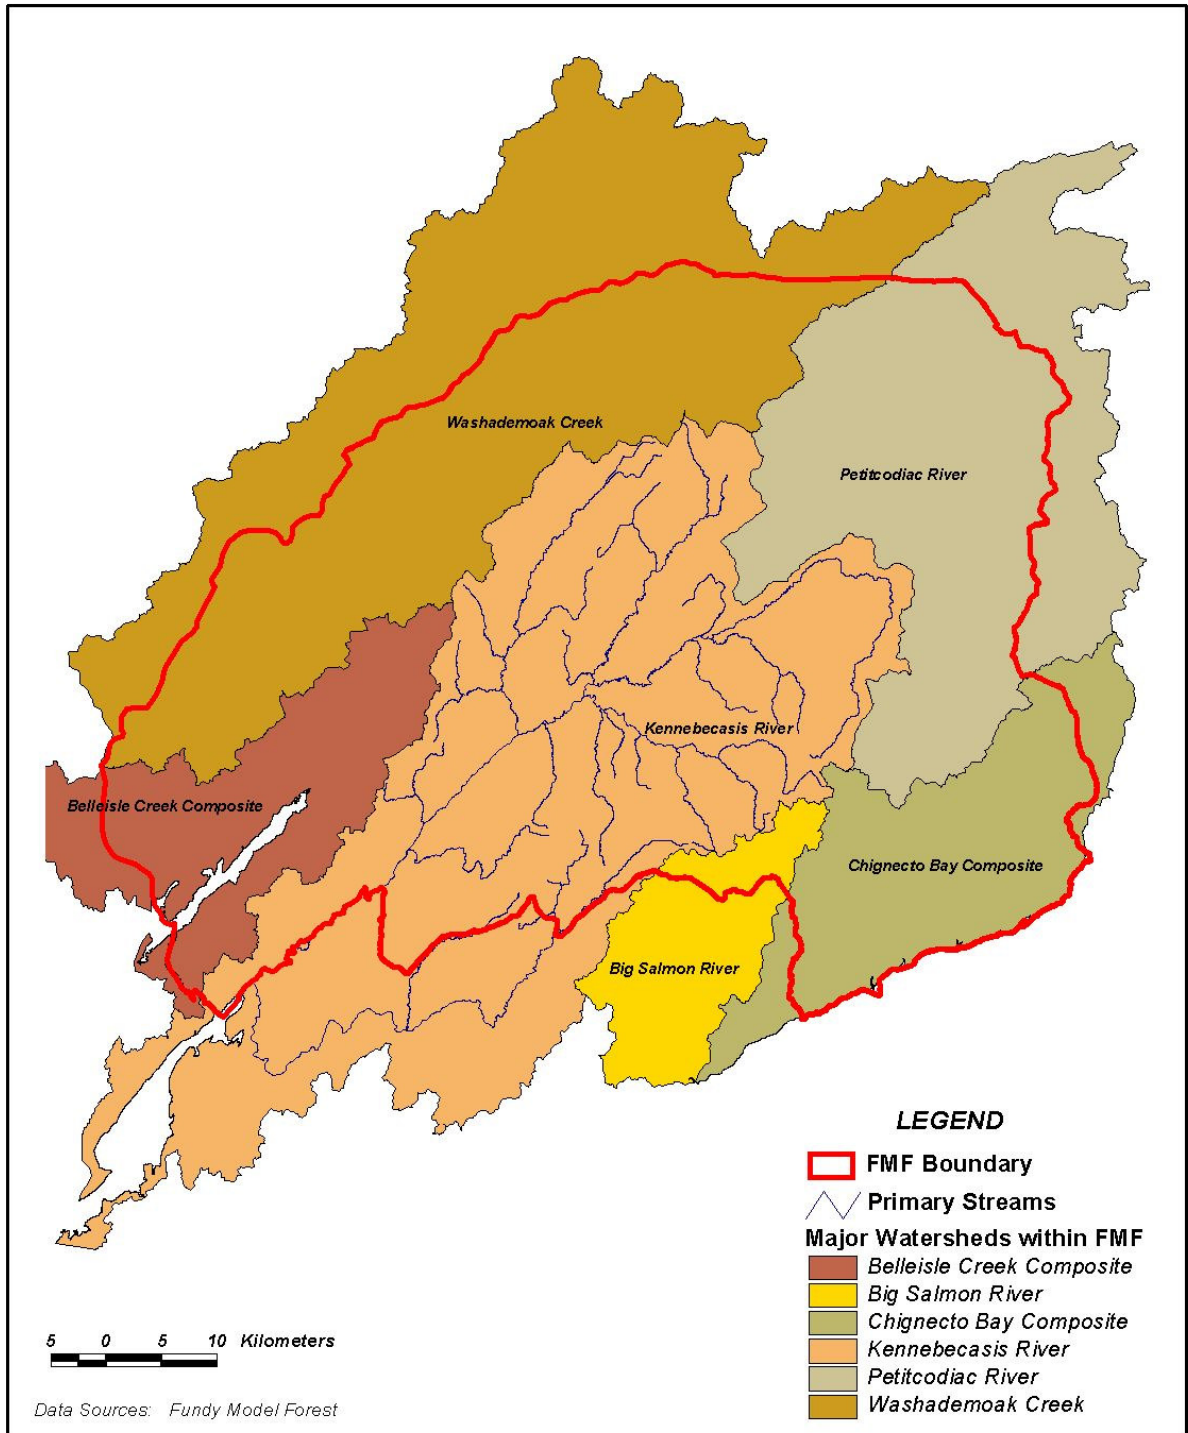 Washademoak Creek
Petitcodiac River
Kennebecasis River
Belleisle Creek Composite
Chignecto Bay Composite
Big Salmon River
LEGEND
FMF Boundary
Primary Streams
Major Watersheds within FMF
Belleisle Creek Composite
Big Salmon River
Chignecto Bay Composite
Kennebecasis River
Petitcodiac River
Washademoak Creek
5 0 5 10 Kilometers
Data Sources: Fundy Model Forest